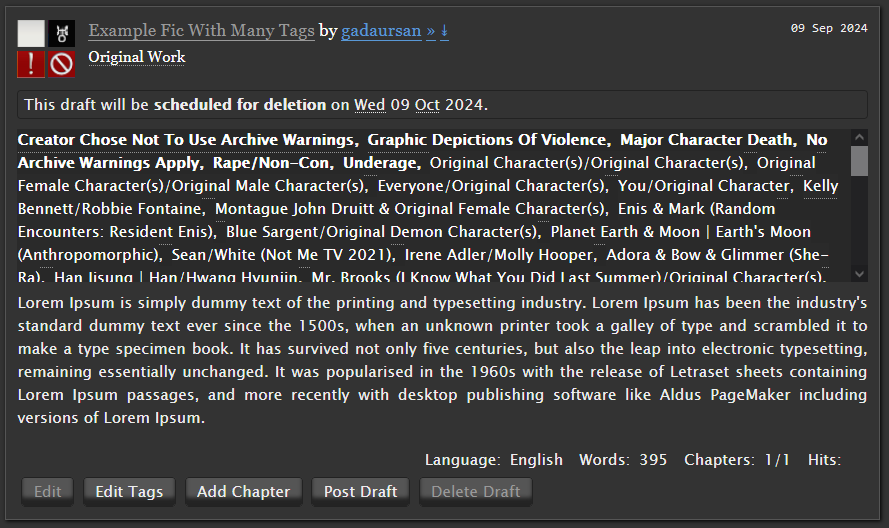 Example Fic With Many Tags by gadaursan » ↓
09 Sep 2024
Original Work
This draft will be scheduled for deletion on Wed 09 Oct 2024.
Creator Chose Not To Use Archive Warnings, Graphic Depictions Of Violence, Major Character Death, No
Archive Warnings Apply, Rape/Non-Con, Underage, Original Character(s)/Original Character(s), Original
Female Character(s)/Original Male Character(s), Everyone/Original Character(s), You/Original Character, Kelly
Bennett/Robbie Fontaine, Montague John Druitt & Original Female Character(s), Enis & Mark (Random
Encounters: Resident Enis), Blue Sargent/Original Demon Character(s), Planet Earth & Moon | Earth's Moon
(Anthropomorphic), Sean/White (Not Me TV 2021), Irene Adler/Molly Hooper, Adora & Bow & Glimmer (She-
Ra), Han Jisung | Han/Hwang Hyunjin, Mr. Brooks (I Know What You Did Last Summer)/Original Character(s),
Lorem Ipsum is simply dummy text of the printing and typesetting industry. Lorem Ipsum has been the industry's
standard dummy text ever since the 1500s, when an unknown printer took a galley of type and scrambled it to
make a type specimen book. It has survived not only five centuries, but also the leap into electronic typesetting,
remaining essentially unchanged. It was popularised in the 1960s with the release of Letraset sheets containing
Lorem Ipsum passages, and more recently with desktop publishing software like Aldus PageMaker including
versions of Lorem Ipsum.
Language: English Words: 395 Chapters: 1/1 Hits:
Edit Edit Tags Add Chapter Post Draft Delete Draft